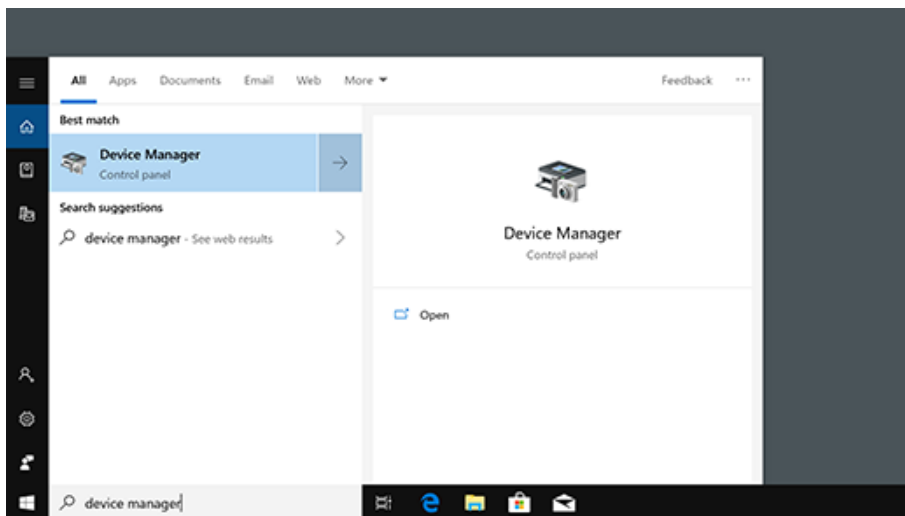 All Apps Documents Email Web More Feedback ...
Best match
Device Manager
Control panel
Search suggestions
device manager - See web results
Device Manager
Control panel
Open
device manager